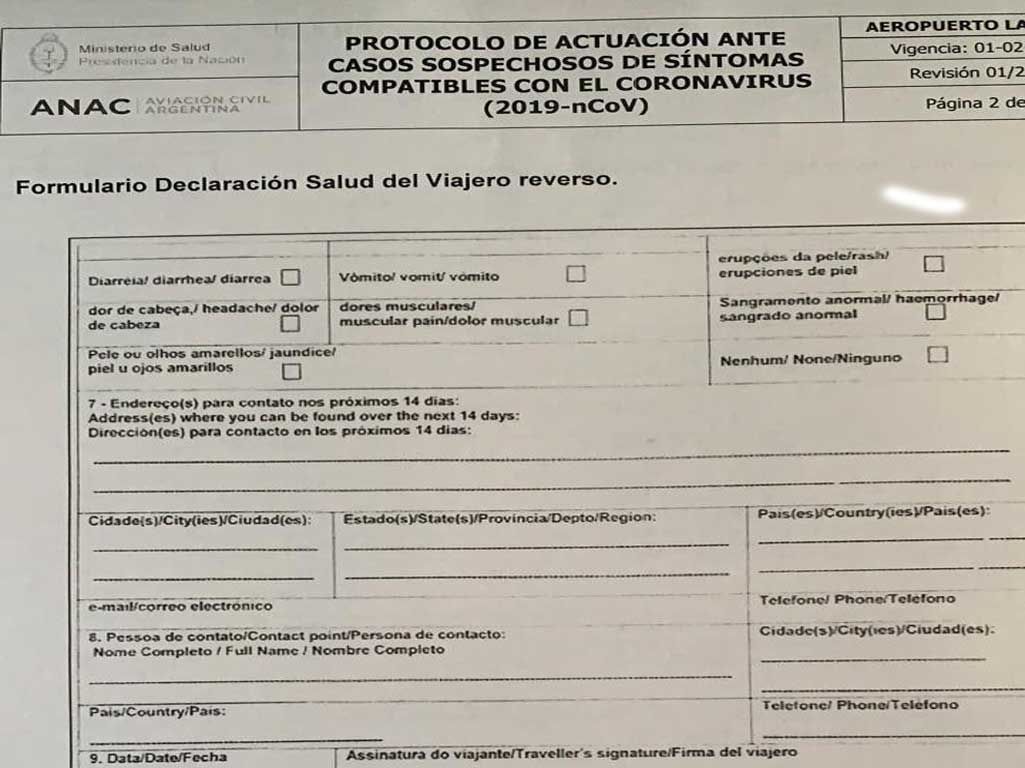 Ministerio de Salud
Presidencia de la Nación
ANAC AVIACIÓN CIVIL
ARGENTINA
PROTOCOLO DE ACTUACIÓN ANTE
CASOS SOSPECHOSOS DE SÍNTOMAS
COMPATIBLES CON EL CORONAVIRUS
(2019-nCoV)
AEROPUERTO LA
Vigencia: 01-02
Revisión 01/2
Página 2 de
Formulario Declaración Salud del Viajero reverso.
Diarréia/ diarrhea/ diarrea
Vômito/ vomit/ vómito
erupções da pele/rash/
erupciones de piel
dor de cabeça,/ headache/ dolor
de cabeza
dores musculares/
muscular pain/dolor muscular
Sangramento anormal/ haemorrhage/
sangrado anormal
Pele ou olhos amarellos/ jaundice/
piel u ojos amarillos
Nenhum/ None/Ninguno
7 - Endereço(s) para contato nos próximos 14 dias:
Address(es) where you can be found over the next 14 days:
Dirección(es) para contacto en los próximos 14 dias:
Cidade(s)/City(ies)/Ciudad(es):
Estado(s)/State(s)/Provincia/Depto/Region:
Pais(es)/Country(ies)/Pais(es):
e-mail/correo electrónico
Telefone/ Phone/Teléfono
8. Pessoa de contato/Contact point/Persona de contacto:
Nome Completo / Full Name / Nombre Completo
Cidade(s)/City(ies)/Ciudad(es):
País/Country/País:
Telefone/ Phone/Teléfono
9. Data/Date/Fecha
Assinatura do viajante/Traveller's signature/Firma del viajero